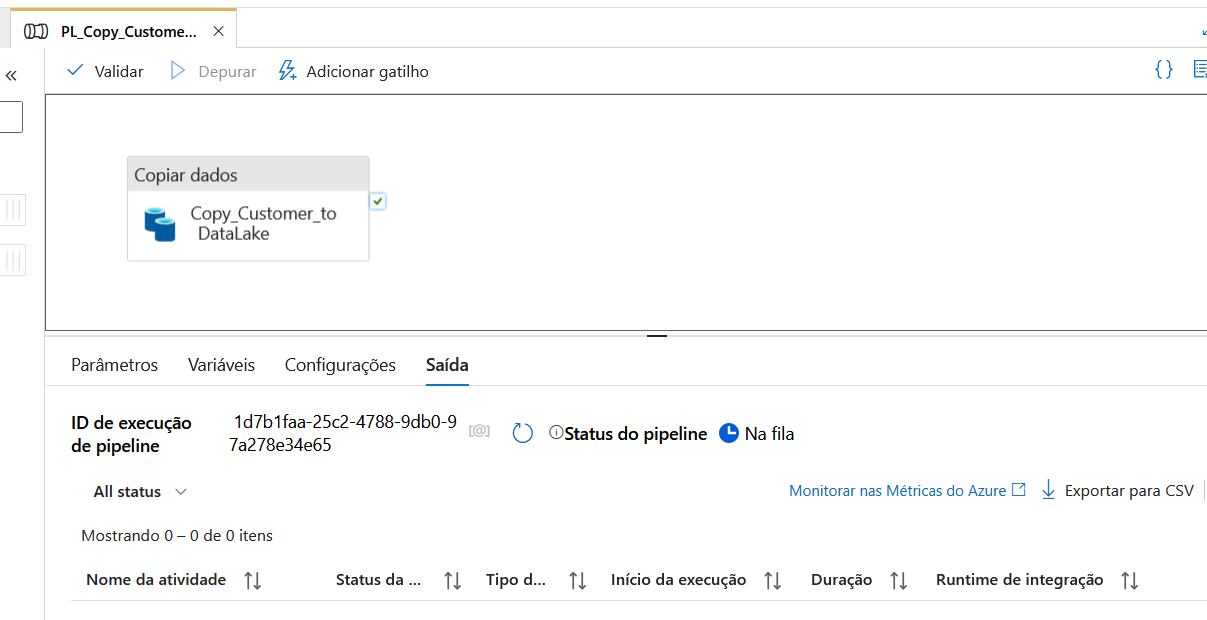 PL_Copy_Custome...
Validar Depurar Adicionar gatilho
Copiar dados
Copy_Customer_to
DataLake
Parâmetros Variáveis Configurações Saída
ID de execução
de pipeline
1d7b1faa-25c2-4788-9db0-9
7a278e34e65
[@]
Status do pipeline Na fila
All status
Monitorar nas Métricas do Azure Exportar para CSV
Mostrando 0 – 0 de 0 itens
Nome da atividade Status da ... Tipo d... Início da execução Duração Runtime de integração